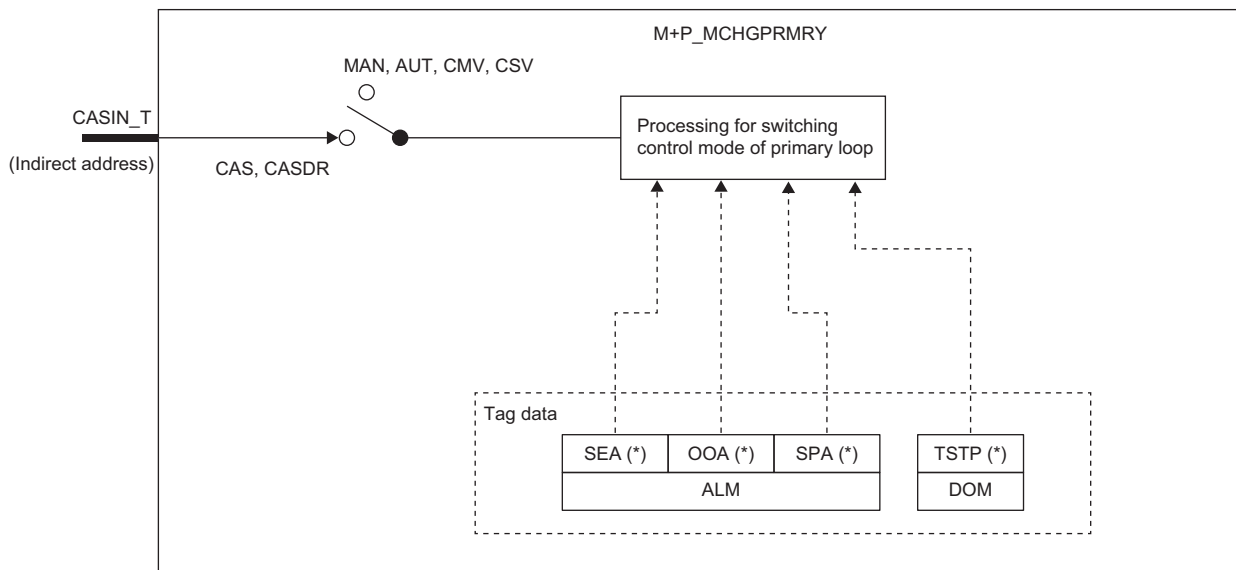 M+P_MCHGPRMRY
MAN, AUT, CMV, CSV
CASIN_T
(Indirect address)
CAS, CASDR
Processing for switching
control mode of primary loop
Tag data
SEA (*) OOA (*) SPA (*) TSTP (*)
ALM DOM